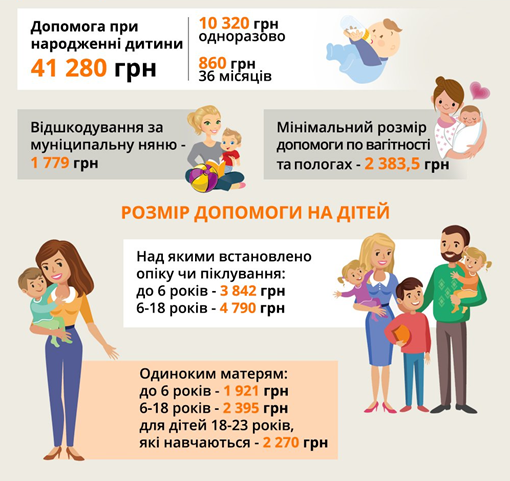 Допомога при
народженні дитини
41 280 грн
10 320 грн
одноразово
860 грн
36 місяців
Відшкодування за
муніципальну няню -
1 779 грн
Мінімальний розмір
допомоги по вагітності
та пологах - 2 383,5 грн
РОЗМІР ДОПОМОГИ НА ДІТЕЙ
Над якими встановлено
опіку чи піклування:
до 6 років - 3 842 грн
6-18 років - 4 790 грн
Одиноким матерям:
до 6 років - 1 921 грн
6-18 років - 2 395 грн
для дітей 18-23 років,
які навчаються - 2 270 грн